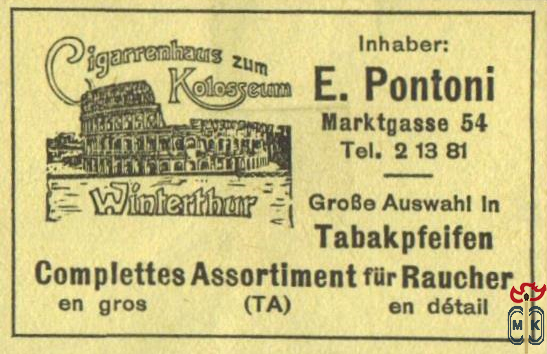 Cigarrenhaus zum
Kolosseum
Winterthur
Inhaber:
E. Pontoni
Marktgasse 54
Tel. 2 13 81
Große Auswahl in
Tabakpfeifen
Complettes Assortiment für Raucher
en gros (TA) en détail
M K